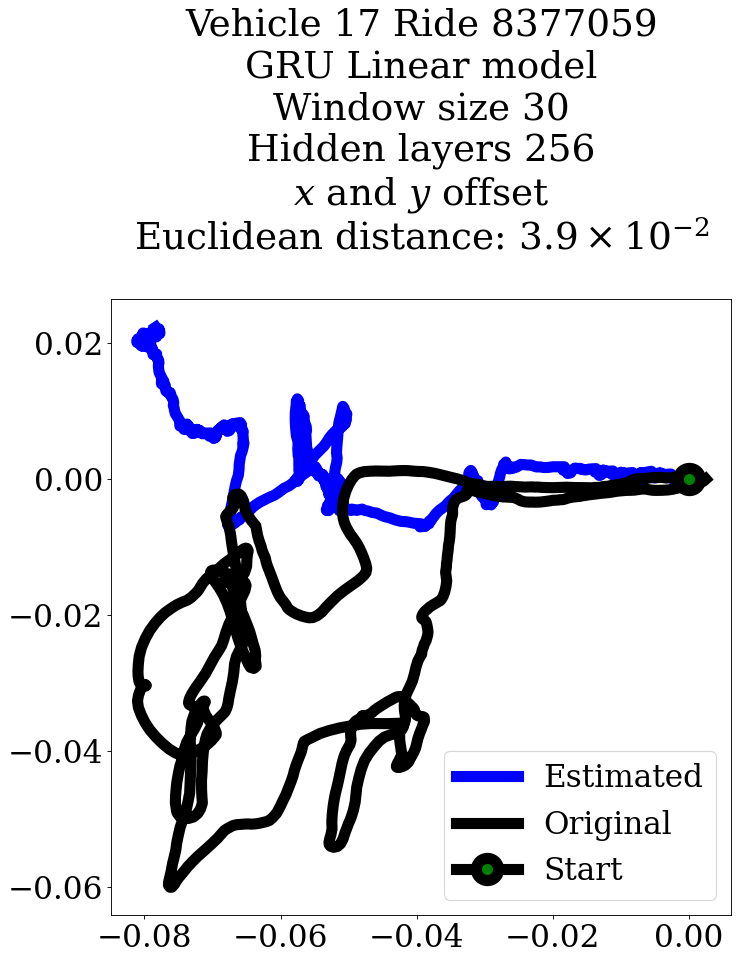 Vehicle 17 Ride 8377059
GRU Linear model
Window size 30
Hidden layers 256
x and y offset
Euclidean distance: 3.9 × 10⁻²
0.02
0.00
−0.02
−0.04
−0.06
Estimated
Original
Start
−0.08
−0.06
−0.04
−0.02
0.00